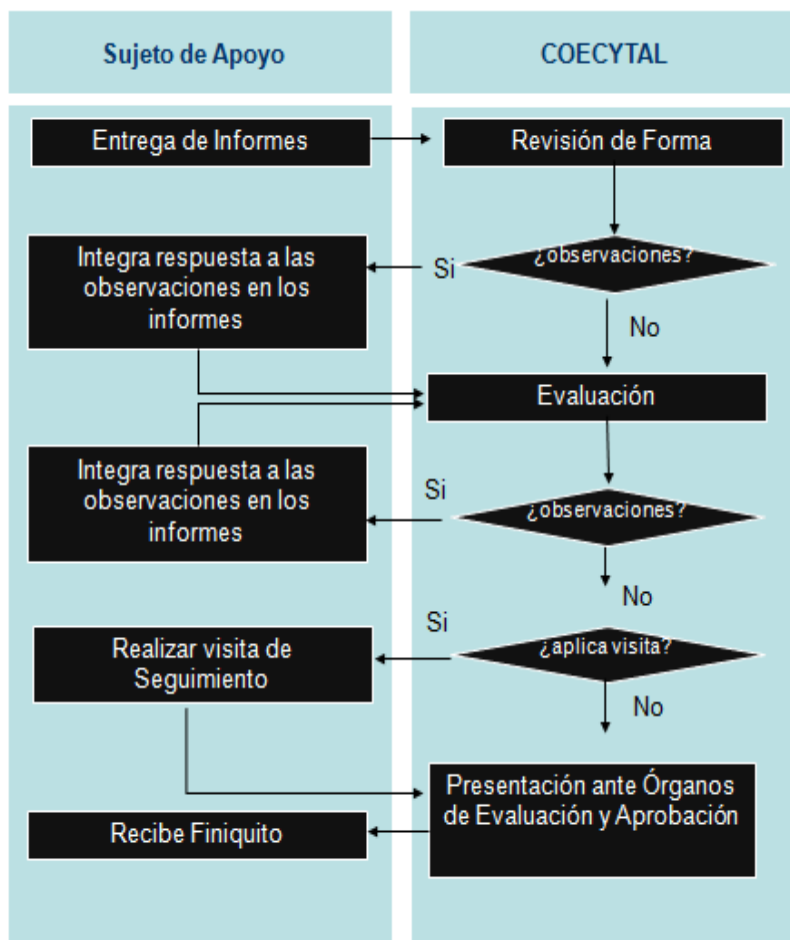 Sujeto de Apoyo
COECYTAL
Entrega de Informes
Revisión de Forma
¿observaciones?
Si
Integra respuesta a las
observaciones en los
informes
No
Evaluación
Integra respuesta a las
observaciones en los
informes
Si
¿observaciones?
No
Si
¿aplica visita?
Realizar visita de
Seguimiento
No
Presentación ante Órganos
de Evaluación y Aprobación
Recibe Finiquito